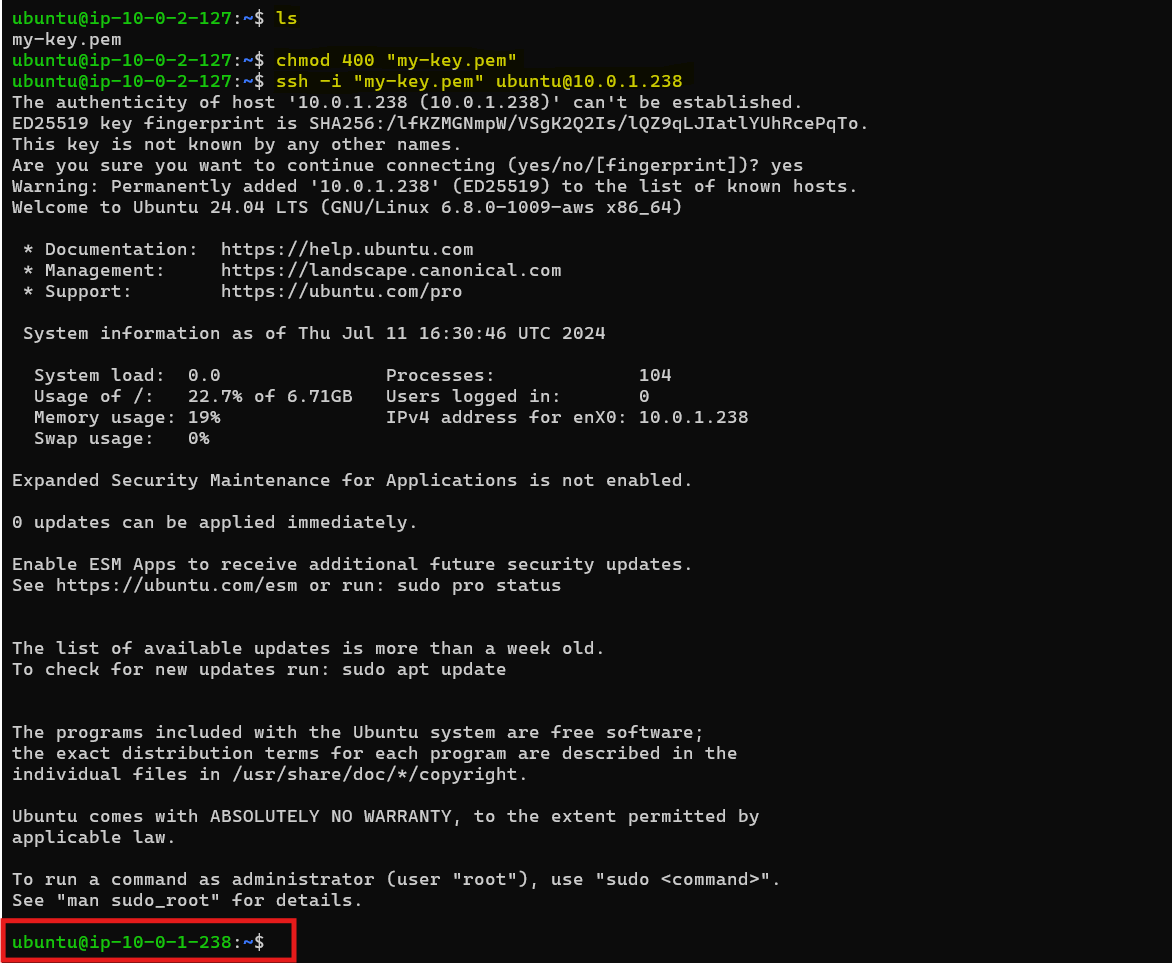 ubuntu@ip-10-0-2-127:~$ ls
my-key.pem
ubuntu@ip-10-0-2-127:~$ chmod 400 "my-key.pem"
ubuntu@ip-10-0-2-127:~$ ssh -i "my-key.pem" ubuntu@10.0.1.238
The authenticity of host '10.0.1.238 (10.0.1.238)' can't be established.
ED25519 key fingerprint is SHA256:/lfKZMGNmpW/VSgK2Q2Is/lQZ9qLJIatlYUhRcePqTo.
This key is not known by any other names.
Are you sure you want to continue connecting (yes/no/[fingerprint])? yes
Warning: Permanently added '10.0.1.238' (ED25519) to the list of known hosts.
Welcome to Ubuntu 24.04 LTS (GNU/Linux 6.8.0-1009-aws x86_64)

 * Documentation:  https://help.ubuntu.com
 * Management:     https://landscape.canonical.com
 * Support:        https://ubuntu.com/pro

 System information as of Thu Jul 11 16:30:46 UTC 2024

  System load:  0.0               Processes:             104
  Usage of /:   22.7% of 6.71GB   Users logged in:       0
  Memory usage: 19%               IPv4 address for enX0: 10.0.1.238
  Swap usage:   0%

Expanded Security Maintenance for Applications is not enabled.

0 updates can be applied immediately.

Enable ESM Apps to receive additional future security updates.
See https://ubuntu.com/esm or run: sudo pro status


The list of available updates is more than a week old.
To check for new updates run: sudo apt update


The programs included with the Ubuntu system are free software;
the exact distribution terms for each program are described in the
individual files in /usr/share/doc/*/copyright.

Ubuntu comes with ABSOLUTELY NO WARRANTY, to the extent permitted by
applicable law.

To run a command as administrator (user "root"), use "sudo <command>".
See "man sudo_root" for details.

ubuntu@ip-10-0-1-238:~$